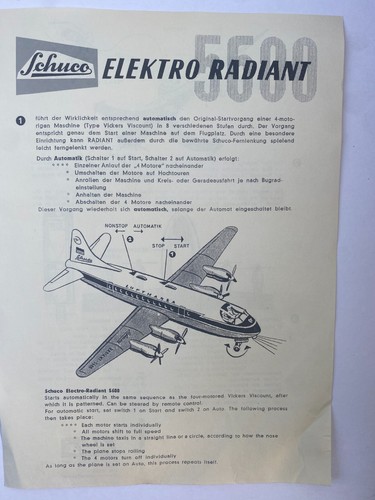 Schuco
5600
ELEKTRO RADIANT
1 führt der Wirklichkeit entsprechend automatisch den Original-Startvorgang einer 4-moto-
rigen Maschine (Type Vickers Viscount) in 8 verschiedenen Stufen durch. Der Vorgang
entspricht genau dem Start einer Maschine auf dem Flugplatz. Durch eine besondere
Einrichtung kann RADIANT außerdem durch die bewährte Schuco-Fernlenkung spielend
leicht ferngelenkt werden.
Durch Automatik (Schalter 1 auf Start, Schalter 2 auf Automatik) erfolgt:
**** Einzelner Anlauf der „4 Motore" nacheinander
* Umschalten der Motore auf Hochtouren
* Anrollen der Maschine und Kreis- oder Geradeausfahrt je nach Bugrad-
einstellung
* Anhalten der Maschine
* Abschalten der 4 Motore nacheinander
Dieser Vorgang wiederholt sich automatisch, solange der Automat eingeschaltet bleibt.
NONSTOP AUTOMATIK
2
STOP START
1
Schuco
LUFTHANSA
Schuco Electro-Radiant 5600
Starts automatically in the same sequence as the four-motored Vickers Viscount, after
which it is patterned. Can be steered by remote control.
For automatic start, set switch 1 on Start and switch 2 on Auto. The following process
then takes place:
**** Each motor starts individually
* All motors shift to full speed
* The machine taxis in a straight line or a circle, according to how the nose
wheel is set
* The plane stops rolling
* The 4 motors turn off individually
As long as the plane is set on Auto, this process repeats itself.